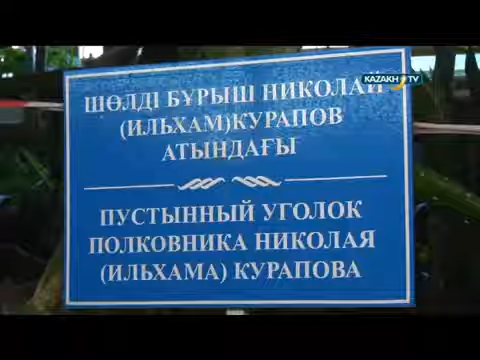 KAZAKH TV
ШӨЛДІ БҰРЫШ НИКОЛАЙ
(ИЛЬХАМ)КУРАПОВ
АТЫНДАҒЫ
ПУСТЫННЫЙ УГОЛОК
ПОЛКОВНИКА НИКОЛАЯ
(ИЛЬХАМА) КУРАПОВА